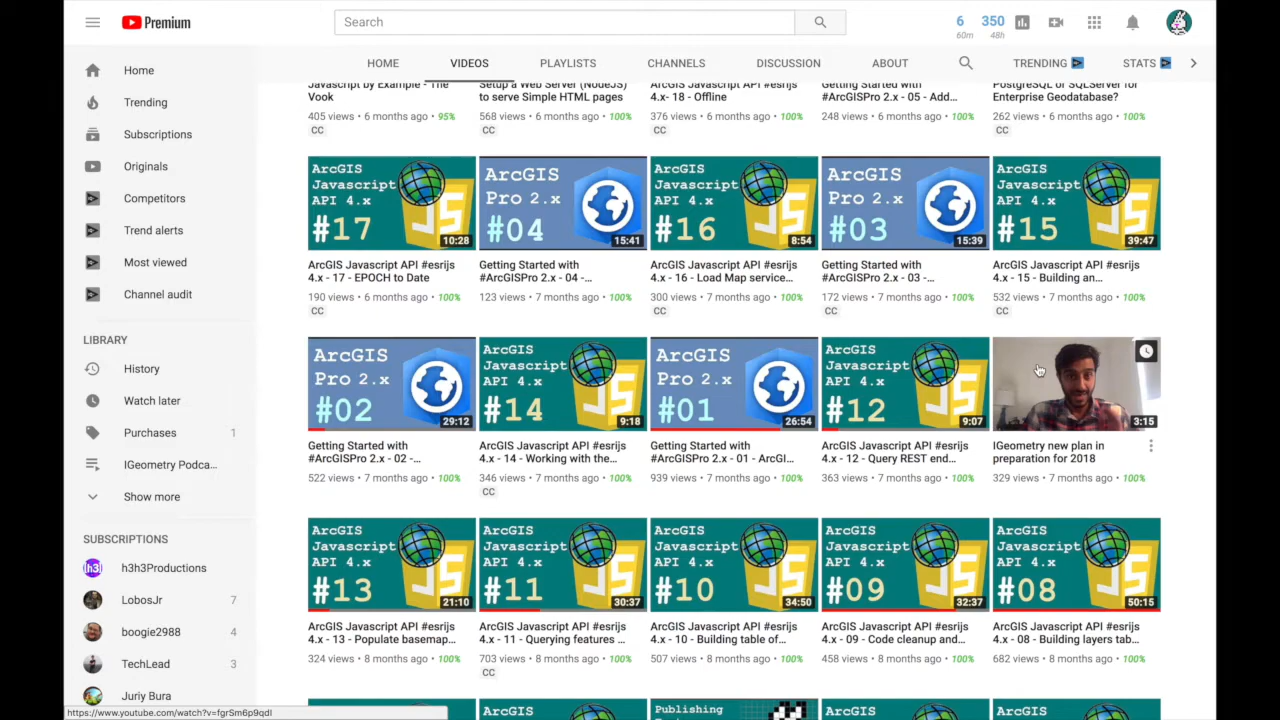 Premium
Search
6
60m
350
48h
HOME
VIDEOS
PLAYLISTS
CHANNELS
DISCUSSION
ABOUT
TRENDING
STATS
Home
Trending
Subscriptions
Originals
Competitors
Trend alerts
Most viewed
Channel audit
LIBRARY
History
Watch later
Purchases 1
IGeometry Podca...
Show more
SUBSCRIPTIONS
h3h3Productions
LobosJr 7
boogie2988 4
TechLead 3
Juriy Bura
Javascript by Example - The
Vook
405 views • 6 months ago • 95%
CC
Setup a Web Server (NodeJS)
to serve Simple HTML pages
568 views • 6 months ago • 100%
CC
ArcGIS Javascript API #esrijs
4.x- 18 - Offline
376 views • 6 months ago • 100%
CC
Getting Started with
#ArcGISPro 2.x - 05 - Add...
248 views • 6 months ago • 100%
PostgreSQL or SQLServer for
Enterprise Geodatabase?
262 views • 6 months ago • 100%
CC
ArcGIS
Javascript
API 4.x
#17
JS
10:28
ArcGIS Javascript API #esrijs
4.x - 17 - EPOCH to Date
190 views • 6 months ago • 100%
CC
ArcGIS
Pro 2.x
#04
15:41
Getting Started with
#ArcGISPro 2.x - 04 -...
123 views • 7 months ago • 100%
ArcGIS
Javascript
API 4.x
#16
JS
8:54
ArcGIS Javascript API #esrijs
4.x - 16 - Load Map service...
300 views • 7 months ago • 100%
CC
ArcGIS
Pro 2.x
#03
15:39
Getting Started with
#ArcGISPro 2.x - 03 -...
172 views • 7 months ago • 100%
CC
ArcGIS
Javascript
API 4.x
#15
JS
39:47
ArcGIS Javascript API #esrijs
4.x - 15 - Building an...
532 views • 7 months ago • 100%
CC
ArcGIS
Pro 2.x
#02
29:12
Getting Started with
#ArcGISPro 2.x - 02 -...
522 views • 7 months ago • 100%
ArcGIS
Javascript
API 4.x
#14
JS
9:18
ArcGIS Javascript API #esrijs
4.x - 14 - Working with the...
346 views • 7 months ago • 100%
CC
ArcGIS
Pro 2.x
#01
26:54
Getting Started with
#ArcGISPro 2.x - 01 - ArcGI...
939 views • 7 months ago • 100%
ArcGIS
Javascript
API 4.x
#12
JS
9:07
ArcGIS Javascript API #esrijs
4.x - 12 - Query REST end...
363 views • 7 months ago • 100%
3:15
IGeometry new plan in
preparation for 2018
329 views • 7 months ago • 100%
ArcGIS
Javascript
API 4.x
#13
JS
21:10
ArcGIS Javascript API #esrijs
4.x - 13 - Populate basemap...
324 views • 8 months ago • 100%
ArcGIS
Javascript
API 4.x
#11
JS
30:37
ArcGIS Javascript API #esrijs
4.x - 11 - Querying features ...
703 views • 8 months ago • 100%
CC
ArcGIS
Javascript
API 4.x
#10
JS
34:50
ArcGIS Javascript API #esrijs
4.x - 10 - Building table of...
507 views • 8 months ago • 100%
ArcGIS
Javascript
API 4.x
#09
JS
32:37
ArcGIS Javascript API #esrijs
4.x - 09 - Code cleanup and...
458 views • 8 months ago • 100%
ArcGIS
Javascript
API 4.x
#08
JS
50:15
ArcGIS Javascript API #esrijs
4.x - 08 - Building layers tab...
682 views • 8 months ago • 100%
ArcGIS
ArcGIS
Publishing
ArcGIS
ArcGIS
https://www.youtube.com/watch?v=fgrSm6p9qdI